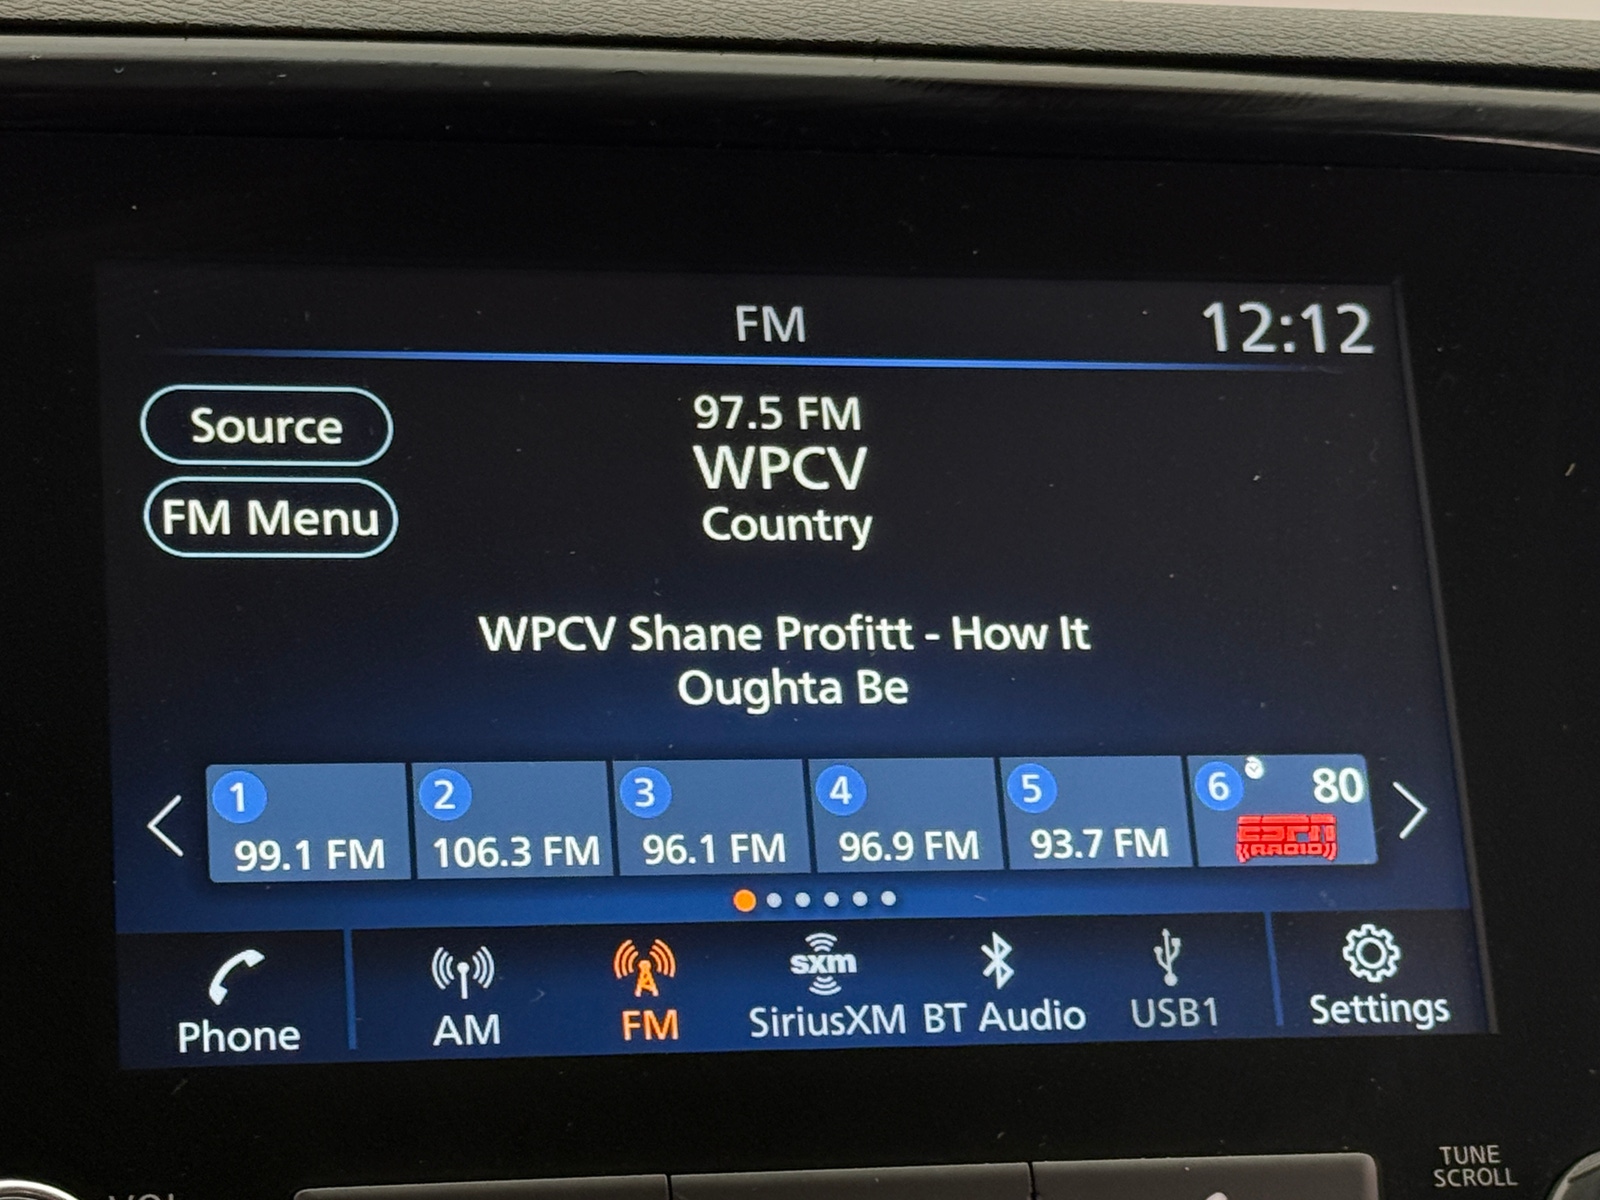 FM
12:12
Source
FM Menu
97.5 FM
WPCV
Country
WPCV Shane Profitt - How It
Oughta Be
1
99.1 FM
2
106.3 FM
3
96.1 FM
4
96.9 FM
5
93.7 FM
6
80
ESPN
RADIO
Phone
AM
FM
sxm
SiriusXM
BT Audio
USB1
Settings
TUNE
SCROLL